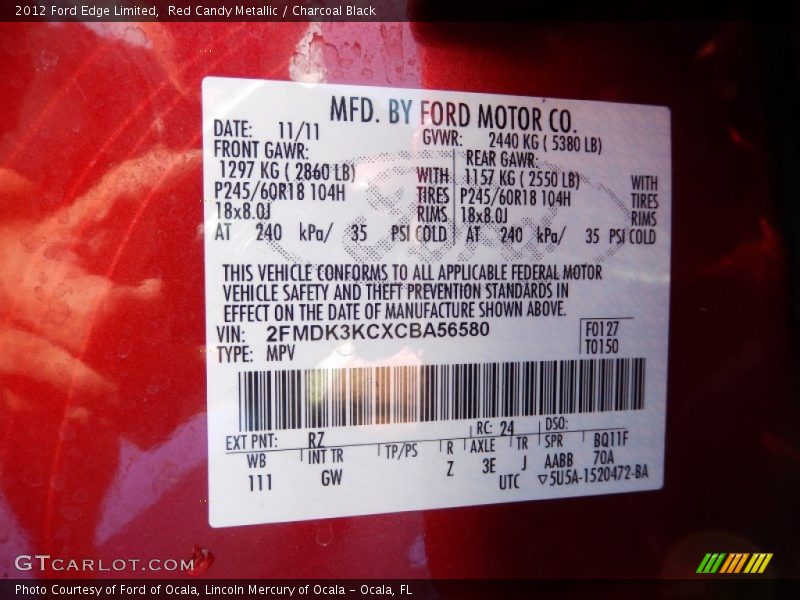 2012 Ford Edge Limited,  Red Candy Metallic / Charcoal Black
MFD. BY FORD MOTOR CO.
DATE: 11/11 GVWR: 2440 KG ( 5380 LB)
FRONT GAWR: REAR GAWR:
1297 KG ( 2860 LB) WITH 1157 KG ( 2550 LB) WITH
P245/60R18 104H TIRES P245/60R18 104H TIRES
18x8.0J RIMS 18x8.0J RIMS
AT 240 kPa/ 35 PSI COLD AT 240 kPa/ 35 PSI COLD
THIS VEHICLE CONFORMS TO ALL APPLICABLE FEDERAL MOTOR
VEHICLE SAFETY AND THEFT PREVENTION STANDARDS IN
EFFECT ON THE DATE OF MANUFACTURE SHOWN ABOVE.
VIN: 2FMDK3KCXCBA56580 F0127
TYPE: MPV T0150
EXT PNT: RZ RC: 24 DSO:
WB INT TR TP/PS R AXLE TR SPR BQ11F
111 GW Z 3E J AABB 70A
UTC ▽5U5A-1520472-BA
GTCARLOT.COM
Photo Courtesy of Ford of Ocala, Lincoln Mercury of Ocala - Ocala, FL